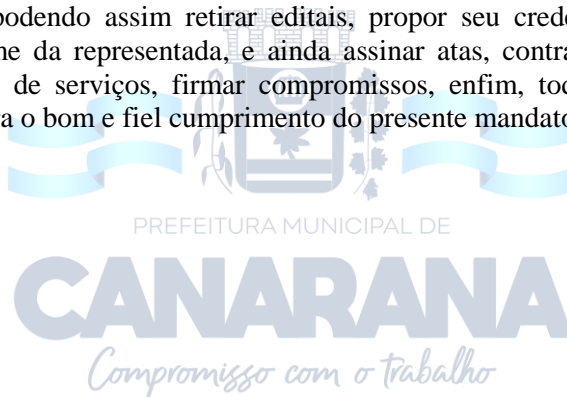 podendo assim retirar editais, propor seu crede
ne da representada, e ainda assinar atas, contra
de serviços, firmar compromissos, enfim, tod
a o bom e fiel cumprimento do presente mandato
PREFEITURA MUNICIPAL DE
CANARANA
Compromisso com o trabalho